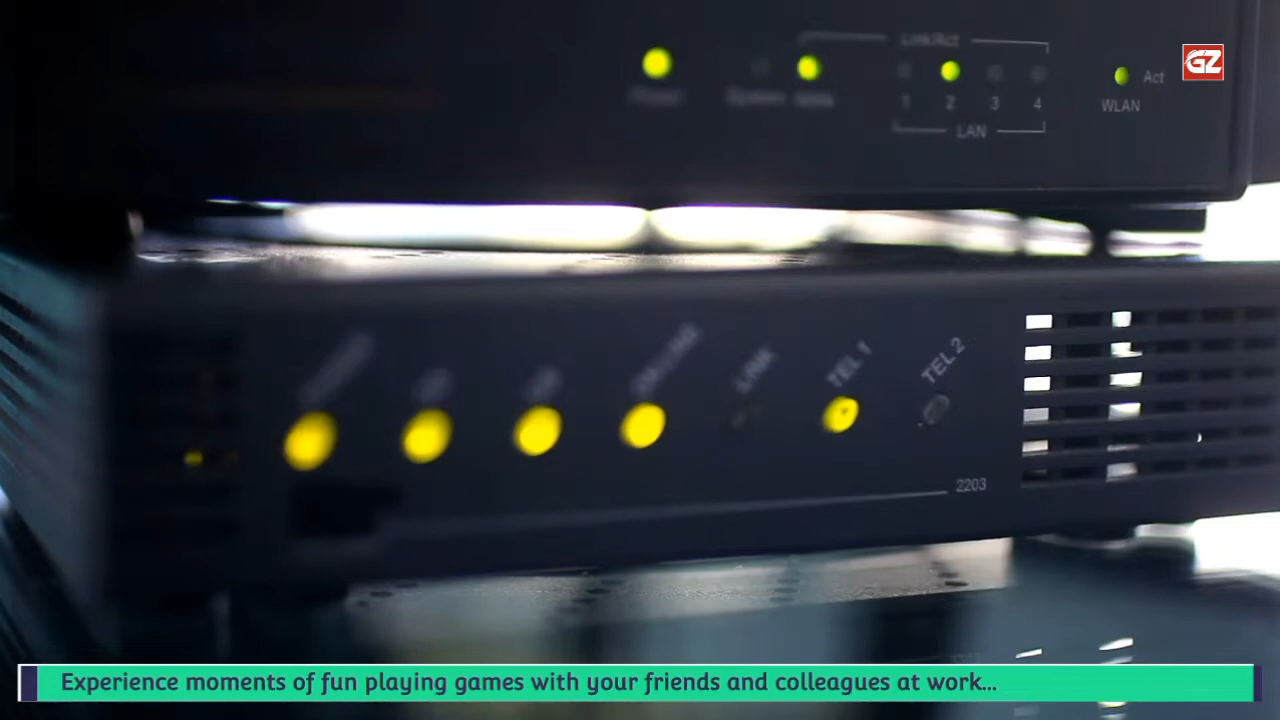 Link/Act
GZ
Act
1 2 3 4
WLAN
LAN
LINK
TEL 1
TEL 2
2203
Experience moments of fun playing games with your friends and colleagues at work...